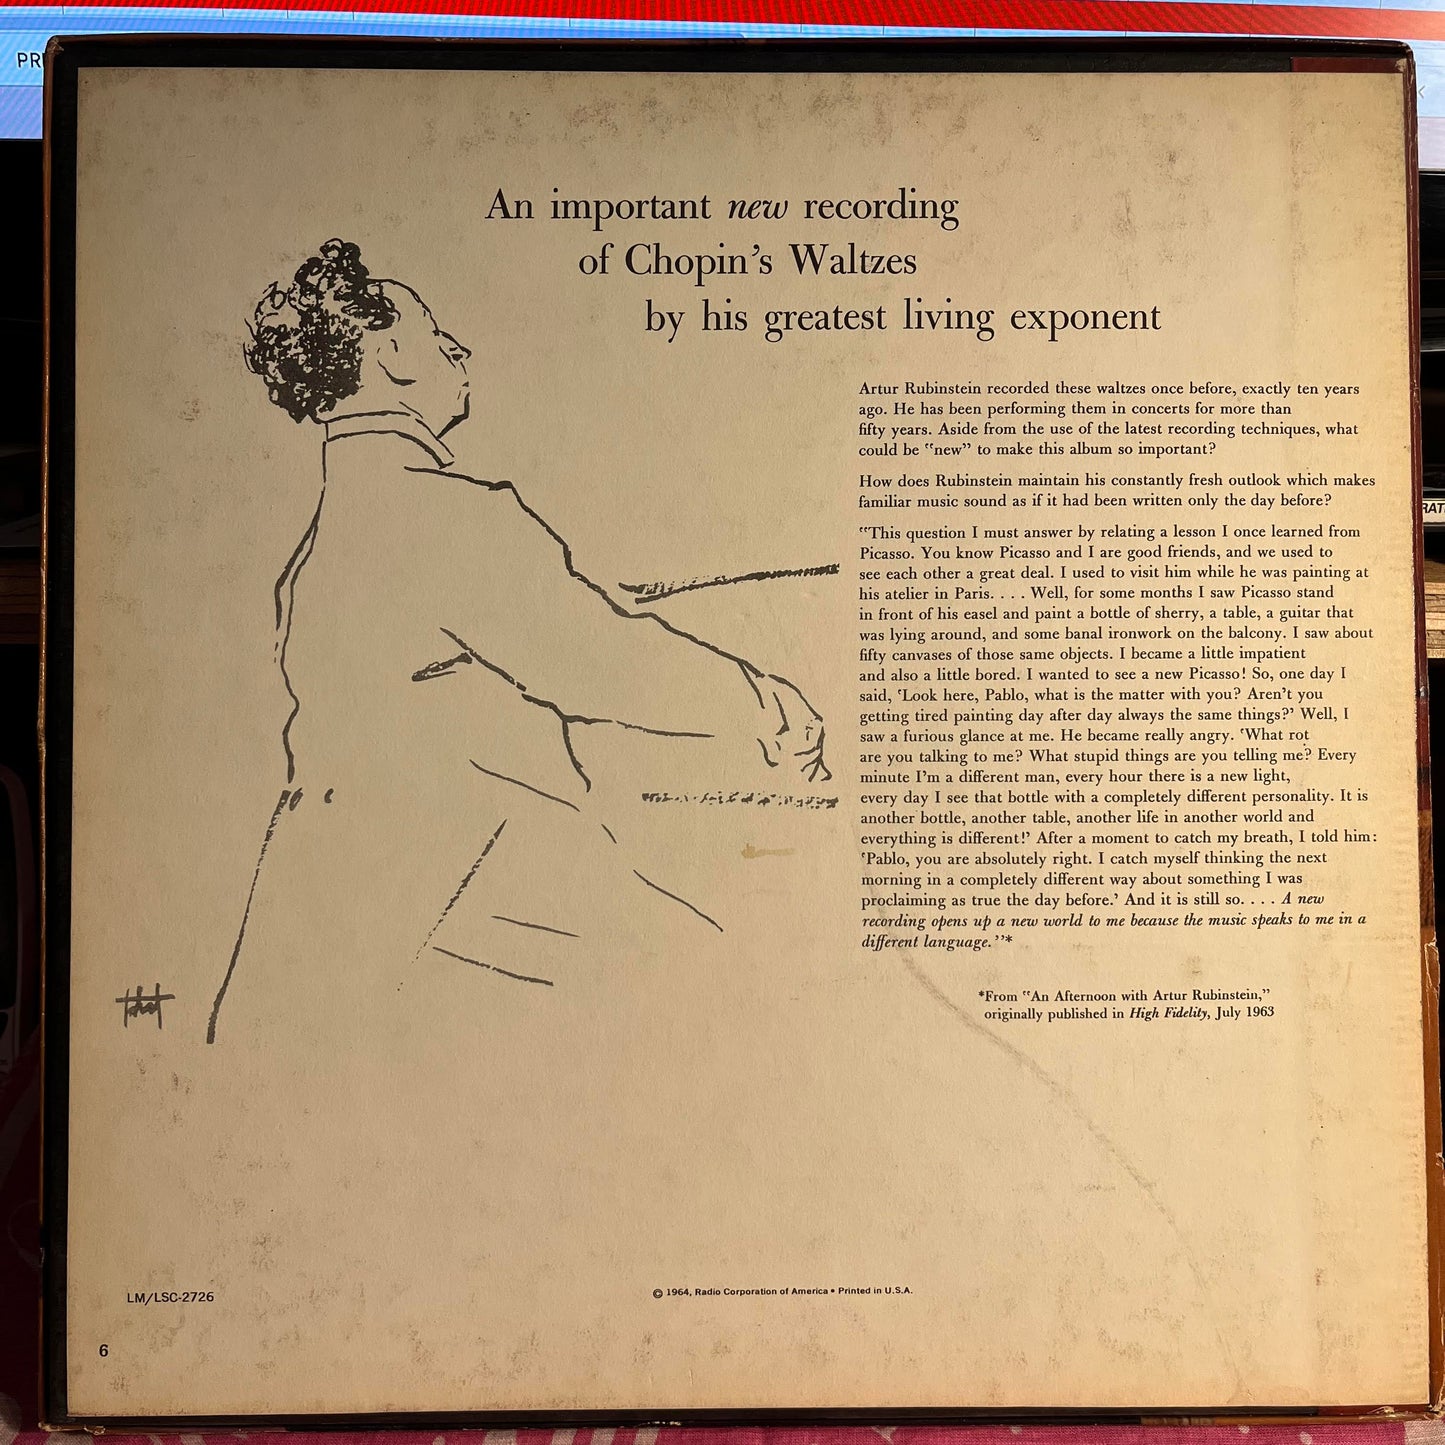 An important new recording
of Chopin's Waltzes
by his greatest living exponent
Artur Rubinstein recorded these waltzes once before, exactly ten years
ago. He has been performing them in concerts for more than
fifty years. Aside from the use of the latest recording techniques, what
could be "new" to make this album so important?
How does Rubinstein maintain his constantly fresh outlook which makes
familiar music sound as if it had been written only the day before?
"This question I must answer by relating a lesson I once learned from
Picasso. You know Picasso and I are good friends, and we used to
see each other a great deal. I used to visit him while he was painting at
his atelier in Paris. . . . Well, for some months I saw Picasso stand
in front of his easel and paint a bottle of sherry, a table, a guitar that
was lying around, and some banal ironwork on the balcony. I saw about
fifty canvases of those same objects. I became a little impatient
and also a little bored. I wanted to see a new Picasso! So, one day I
said, 'Look here, Pablo, what is the matter with you? Aren't you
getting tired painting day after day always the same things?' Well, I
saw a furious glance at me. He became really angry. 'What rot
are you talking to me? What stupid things are you telling me? Every
minute I'm a different man, every hour there is a new light,
every day I see that bottle with a completely different personality. It is
another bottle, another table, another life in another world and
everything is different!' After a moment to catch my breath, I told him:
'Pablo, you are absolutely right. I catch myself thinking the next
morning in a completely different way about something I was
proclaiming as true the day before.' And it is still so. . . . A new
recording opens up a new world to me because the music speaks to me in a
different language."*
*From "An Afternoon with Artur Rubinstein,"
originally published in High Fidelity, July 1963
LM/LSC-2726
© 1964, Radio Corporation of America • Printed in U.S.A.
6